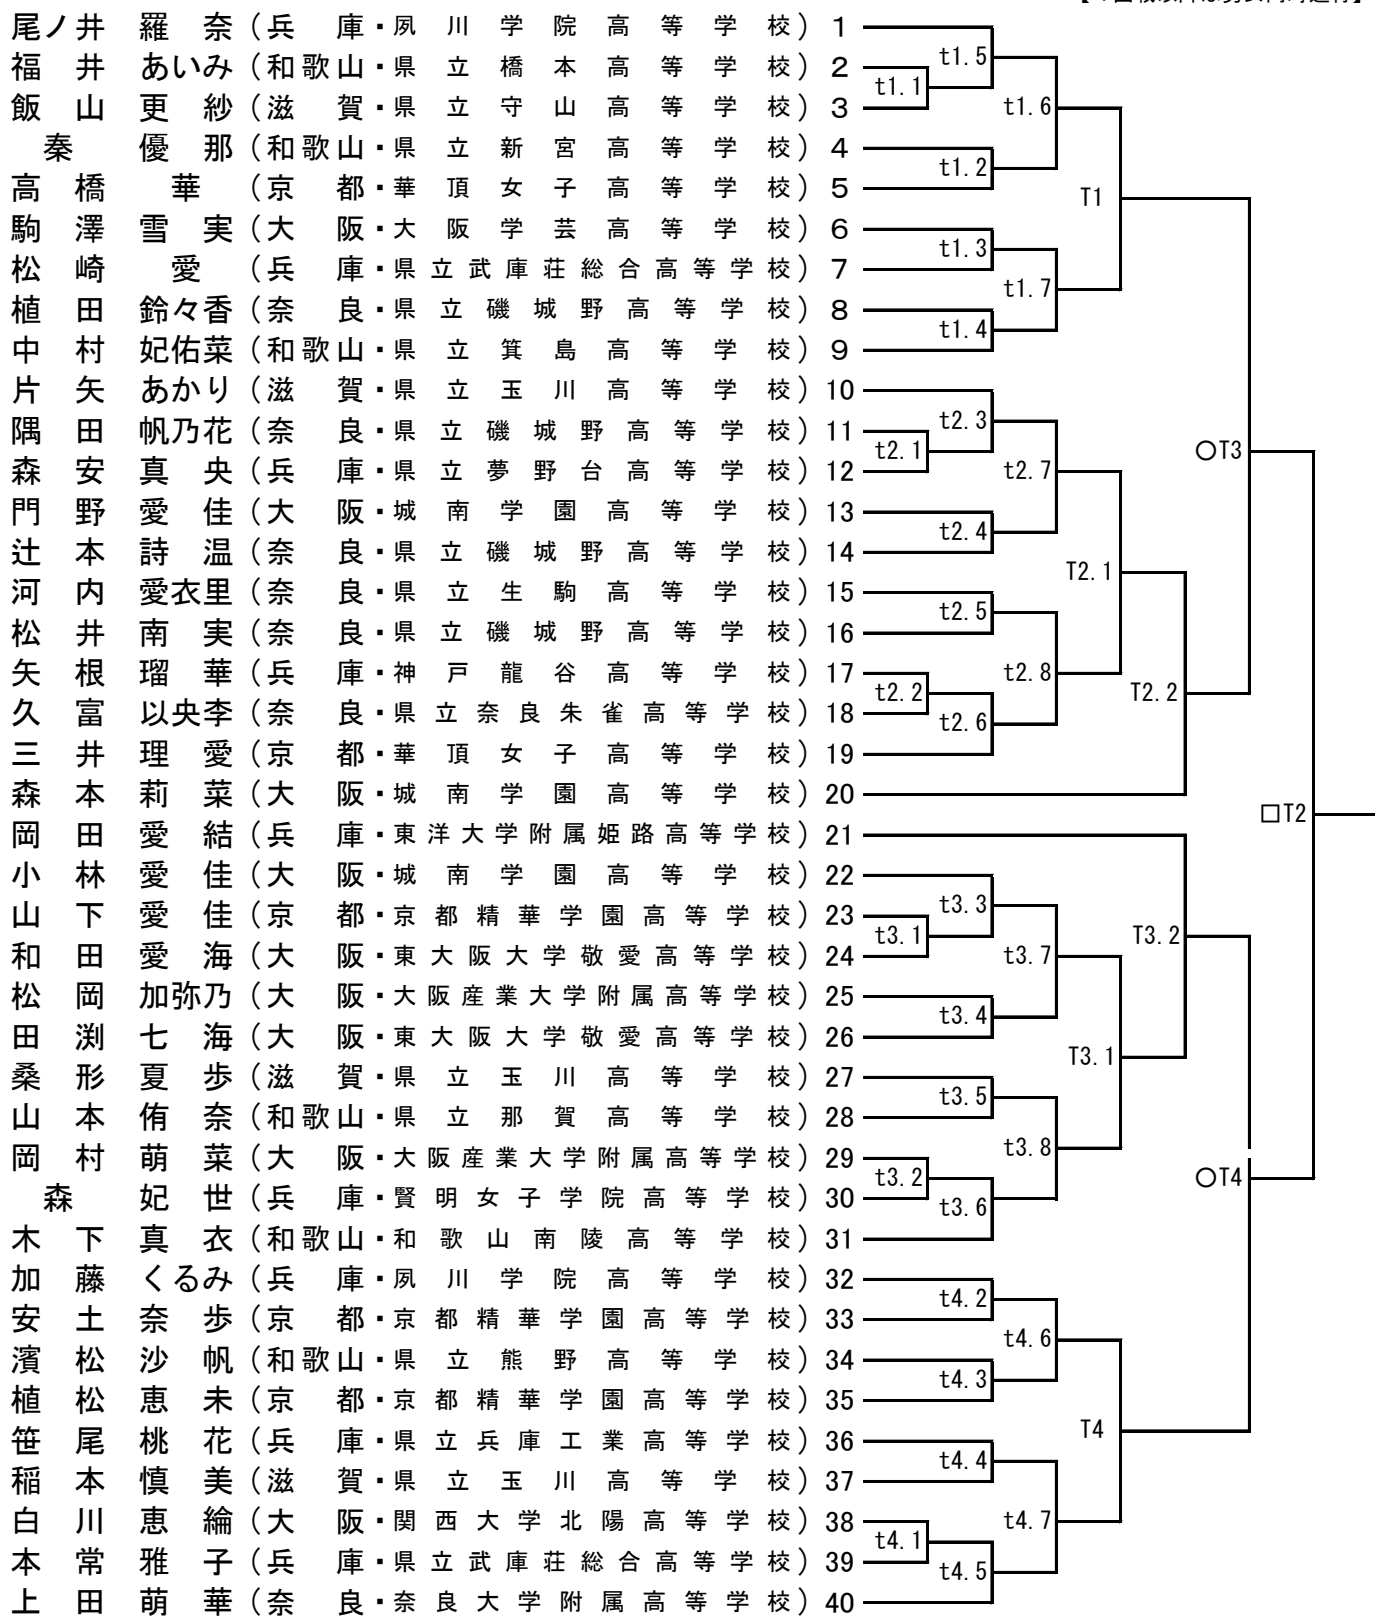 尾ノ井 羅奈（兵庫・夙川学院高等学校）1
福井 あいみ（和歌山・県立橋本高等学校）2
飯山 更紗（滋賀・県立守山高等学校）3
秦 優那（和歌山・県立新宮高等学校）4
高橋 華（京都・華頂女子高等学校）5
駒澤 雪実（大阪・大阪学芸高等学校）6
松崎 愛（兵庫・県立武庫荘総合高等学校）7
植田 鈴々香（奈良・県立磯城野高等学校）8
中村 妃佑菜（和歌山・県立箕島高等学校）9
片矢 あかり（滋賀・県立玉川高等学校）10
隅田 帆乃花（奈良・県立磯城野高等学校）11
森安 真央（兵庫・県立夢野台高等学校）12
門野 愛佳（大阪・城南学園高等学校）13
辻本 詩温（奈良・県立磯城野高等学校）14
河内 愛衣里（奈良・県立生駒高等学校）15
松井 南実（奈良・県立磯城野高等学校）16
矢根 瑠華（兵庫・神戸龍谷高等学校）17
久富 以央李（奈良・県立奈良朱雀高等学校）18
三井 理愛（京都・華頂女子高等学校）19
森本 莉菜（大阪・城南学園高等学校）20
岡田 愛結（兵庫・東洋大学附属姫路高等学校）21
小林 愛佳（大阪・城南学園高等学校）22
山下 愛佳（京都・京都精華学園高等学校）23
和田 愛海（大阪・東大阪大学敬愛高等学校）24
松岡 加弥乃（大阪・大阪産業大学附属高等学校）25
田渕 七海（大阪・東大阪大学敬愛高等学校）26
桑形 夏歩（滋賀・県立玉川高等学校）27
山本 侑奈（和歌山・県立那賀高等学校）28
岡村 萌菜（大阪・大阪産業大学附属高等学校）29
森 妃世（兵庫・賢明女子学院高等学校）30
木下 真衣（和歌山・和歌山南陵高等学校）31
加藤 くるみ（兵庫・夙川学院高等学校）32
安土 奈歩（京都・京都精華学園高等学校）33
濱松 沙帆（和歌山・県立熊野高等学校）34
植松 恵未（京都・京都精華学園高等学校）35
笹尾 桃花（兵庫・県立兵庫工業高等学校）36
稲本 慎美（滋賀・県立玉川高等学校）37
白川 恵綸（大阪・関西大学北陽高等学校）38
本常 雅子（兵庫・県立武庫荘総合高等学校）39
上田 萌華（奈良・奈良大学附属高等学校）40
t1.1
t2.1
t2.2
t3.1
t3.2
t4.1
t1.5
t1.2
t1.3
t1.4
t2.3
t2.4
t2.5
t2.6
t3.3
t3.4
t3.5
t3.6
t4.2
t4.3
t4.4
t4.5
t1.6
t1.7
t2.7
t2.8
t3.7
t3.8
t4.6
t4.7
T1
T2.1
T3.1
T4
T2.2
T3.2
○T3
○T4
□T2